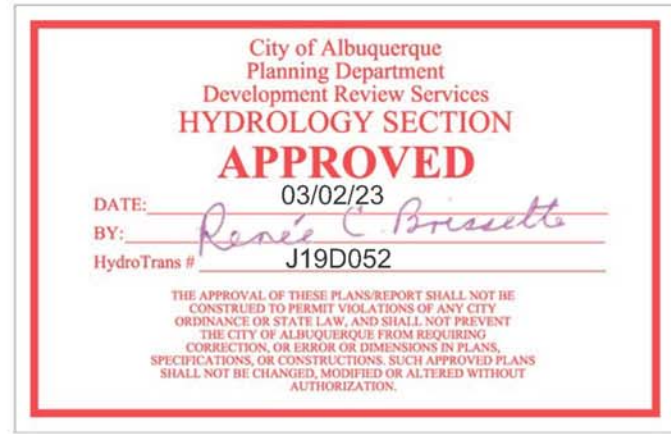 City of Albuquerque
Planning Department
Development Review Services
HYDROLOGY SECTION
APPROVED
DATE: 03/02/23
BY: Renée C. Brissette
HydroTrans # J19D052
THE APPROVAL OF THESE PLANS/REPORT SHALL NOT BE
CONSTRUED TO PERMIT VIOLATIONS OF ANY CITY
ORDINANCE OR STATE LAW, AND SHALL NOT PREVENT
THE CITY OF ALBUQUERQUE FROM REQUIRING
CORRECTION, OR ERROR OR DIMENSIONS IN PLANS,
SPECIFICATIONS, OR CONSTRUCTIONS. SUCH APPROVED PLANS
SHALL NOT BE CHANGED, MODIFIED OR ALTERED WITHOUT
AUTHORIZATION.